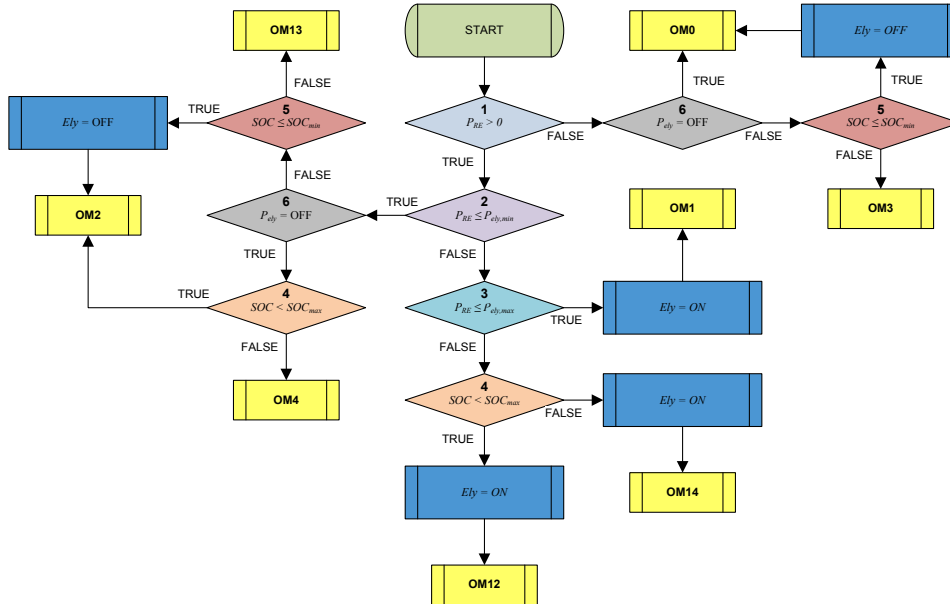 OM13
START
OM0
Ely = OFF
FALSE
TRUE
TRUE
5
SOC ≤ SOCmin
TRUE
Ely = OFF
1
PRE > 0
FALSE
6
Pely = OFF
FALSE
5
SOC ≤ SOCmin
FALSE
TRUE
FALSE
OM2
6
Pely = OFF
TRUE
2
PRE ≤ Pely,min
OM1
OM3
TRUE
FALSE
4
SOC < SOCmax
TRUE
3
PRE ≤ Pely,max
TRUE
Ely = ON
FALSE
FALSE
OM4
4
SOC < SOCmax
FALSE
Ely = ON
TRUE
Ely = ON
OM14
OM12